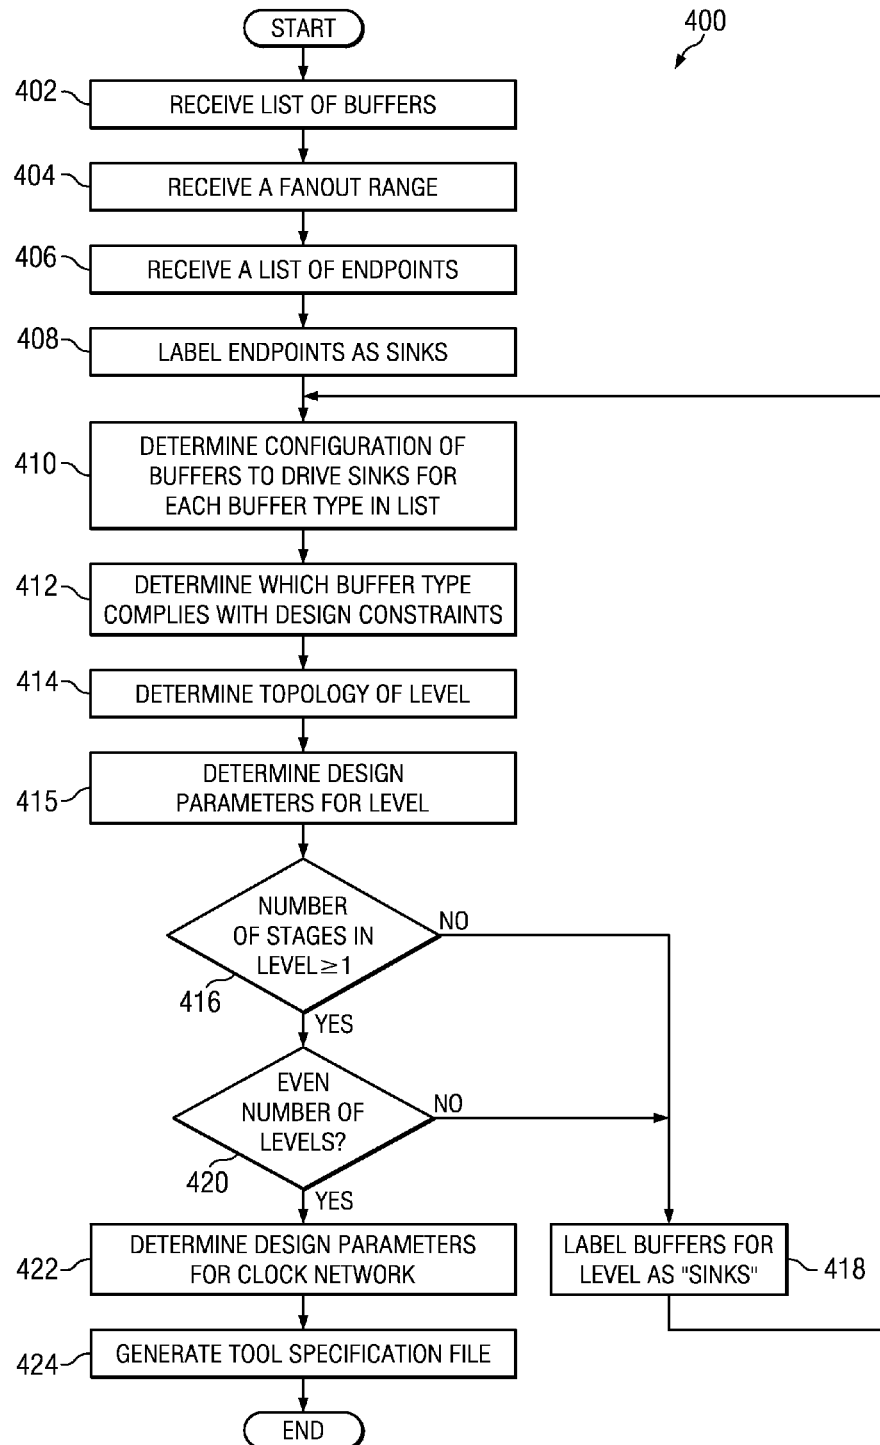 START
400
402
RECEIVE LIST OF BUFFERS
404
RECEIVE A FANOUT RANGE
406
RECEIVE A LIST OF ENDPOINTS
408
LABEL ENDPOINTS AS SINKS
410
DETERMINE CONFIGURATION OF
BUFFERS TO DRIVE SINKS FOR
EACH BUFFER TYPE IN LIST
412
DETERMINE WHICH BUFFER TYPE
COMPLIES WITH DESIGN CONSTRAINTS
414
DETERMINE TOPOLOGY OF LEVEL
415
DETERMINE DESIGN
PARAMETERS FOR LEVEL
NUMBER
OF STAGES IN
LEVEL ≥ 1
NO
416
YES
EVEN
NUMBER OF
LEVELS?
NO
420
YES
422
DETERMINE DESIGN PARAMETERS
FOR CLOCK NETWORK
LABEL BUFFERS FOR
LEVEL AS "SINKS"
418
424
GENERATE TOOL SPECIFICATION FILE
END